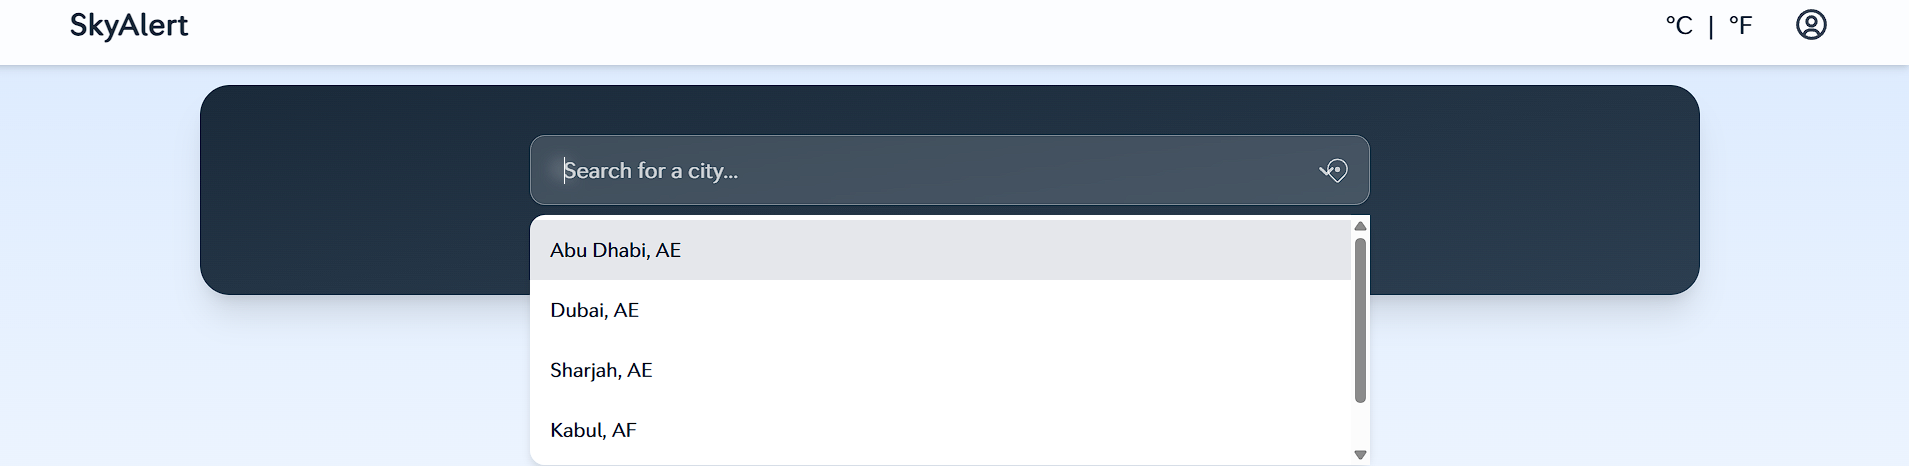 SkyAlert
°C | °F
Search for a city...
Abu Dhabi, AE
Dubai, AE
Sharjah, AE
Kabul, AF